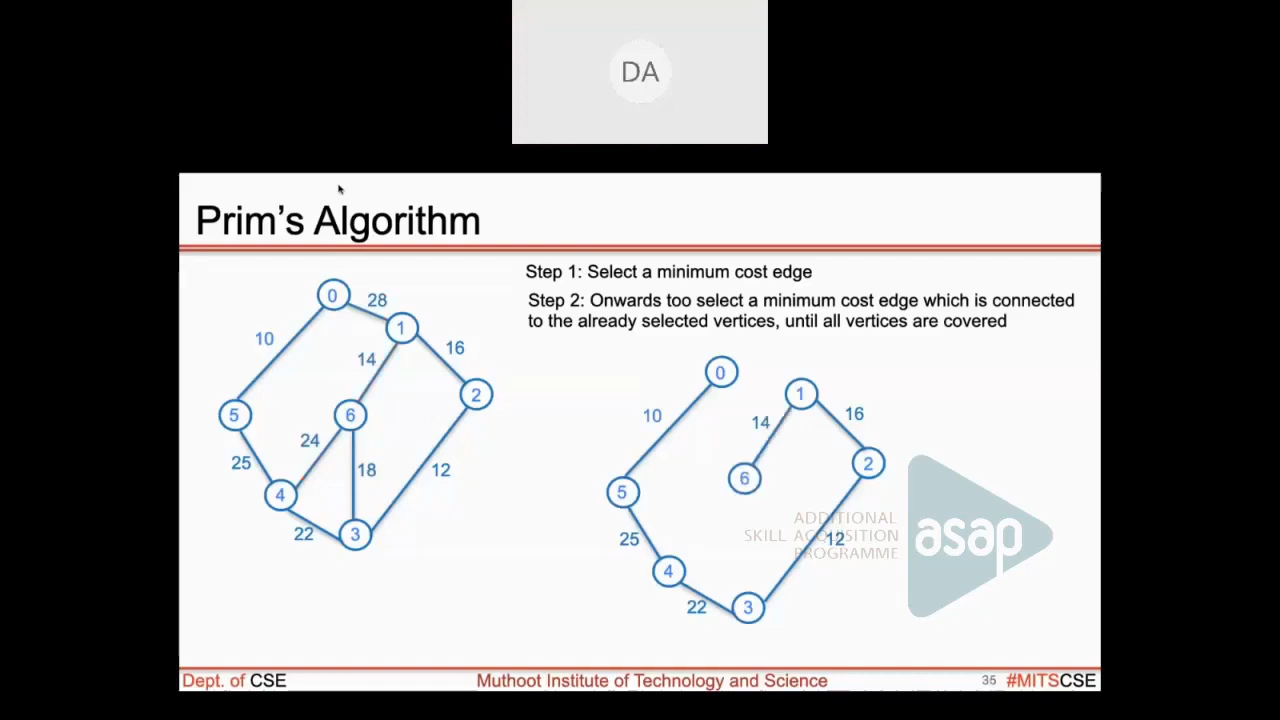 DA
Prim's Algorithm
Step 1: Select a minimum cost edge
Step 2: Onwards too select a minimum cost edge which is connected
to the already selected vertices, until all vertices are covered
0
28
1
10
14
16
2
5
6
24
25
18
12
4
22
3
0
1
10
14
16
2
6
5
25
12
4
22
3
ADDITIONAL
SKILL ACQUISITION
PROGRAMME
asap
Dept. of CSE
Muthoot Institute of Technology and Science
35
#MITSCSE